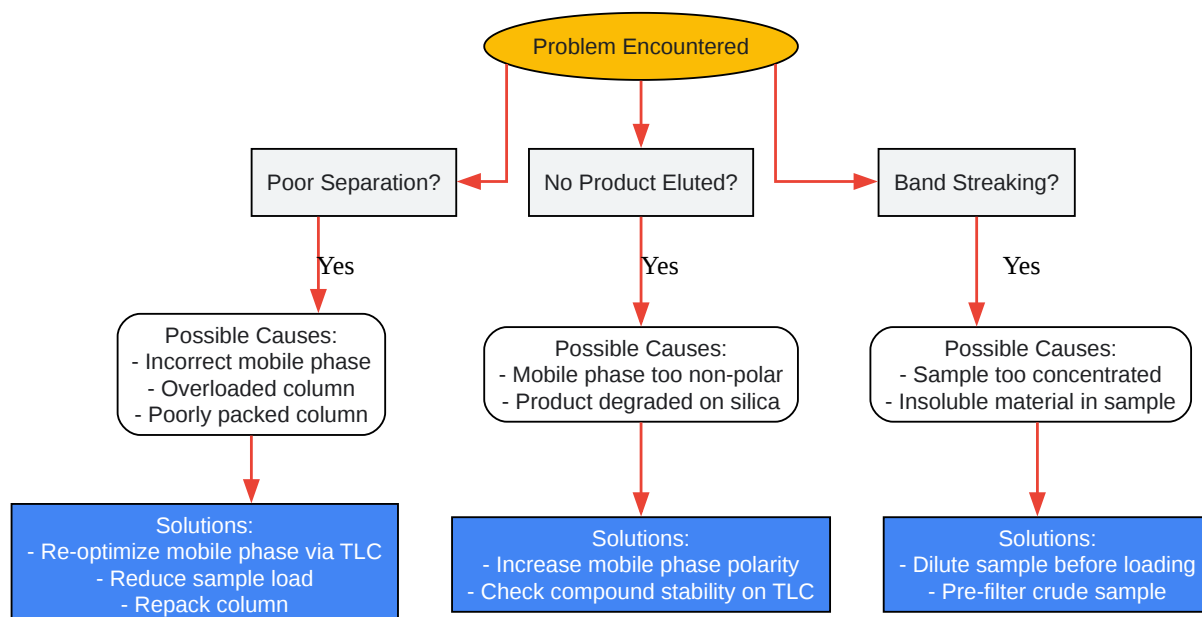 Problem Encountered
Poor Separation?
No Product Eluted?
Band Streaking?
Yes
Yes
Yes
Possible Causes:
- Incorrect mobile phase
- Overloaded column
- Poorly packed column
Possible Causes:
- Mobile phase too non-polar
- Product degraded on silica
Possible Causes:
- Sample too concentrated
- Insoluble material in sample
Solutions:
- Re-optimize mobile phase via TLC
- Reduce sample load
- Repack column
Solutions:
- Increase mobile phase polarity
- Check compound stability on TLC
Solutions:
- Dilute sample before loading
- Pre-filter crude sample